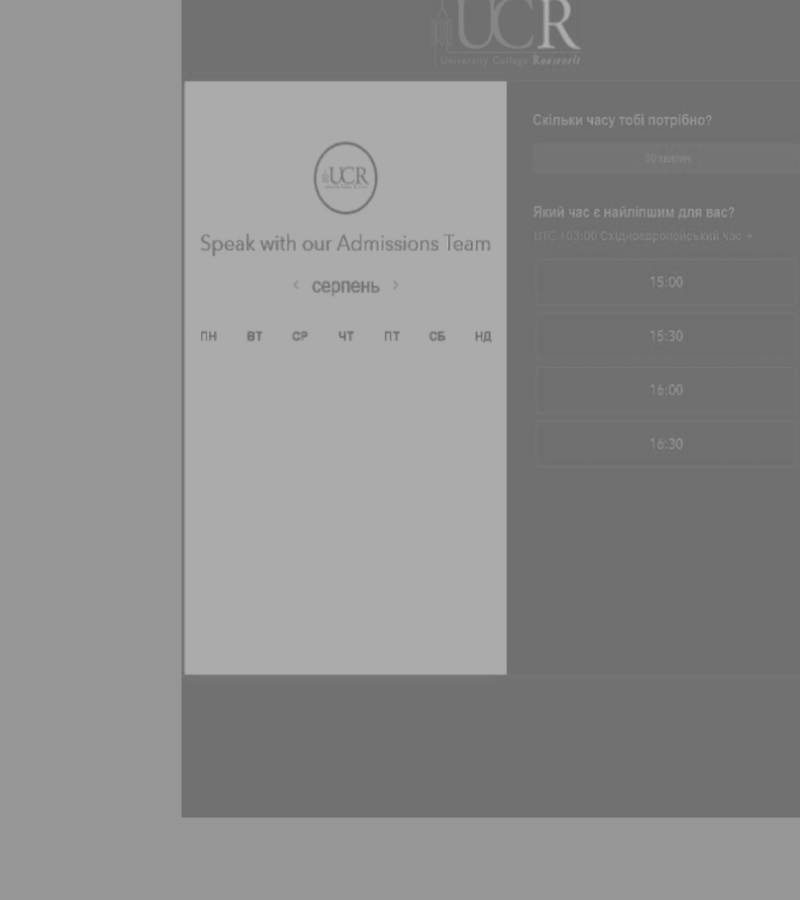 UCR
University College Roosevelt
UCR
Speak with our Admissions Team
< серпень >
ПН ВТ СР ЧТ ПТ СБ НД
Скільки часу тобі потрібно?
30 хвилин
Який час є найліпшим для вас?
UTC +03:00 Східноєвропейський час
15:00
15:30
16:00
16:30